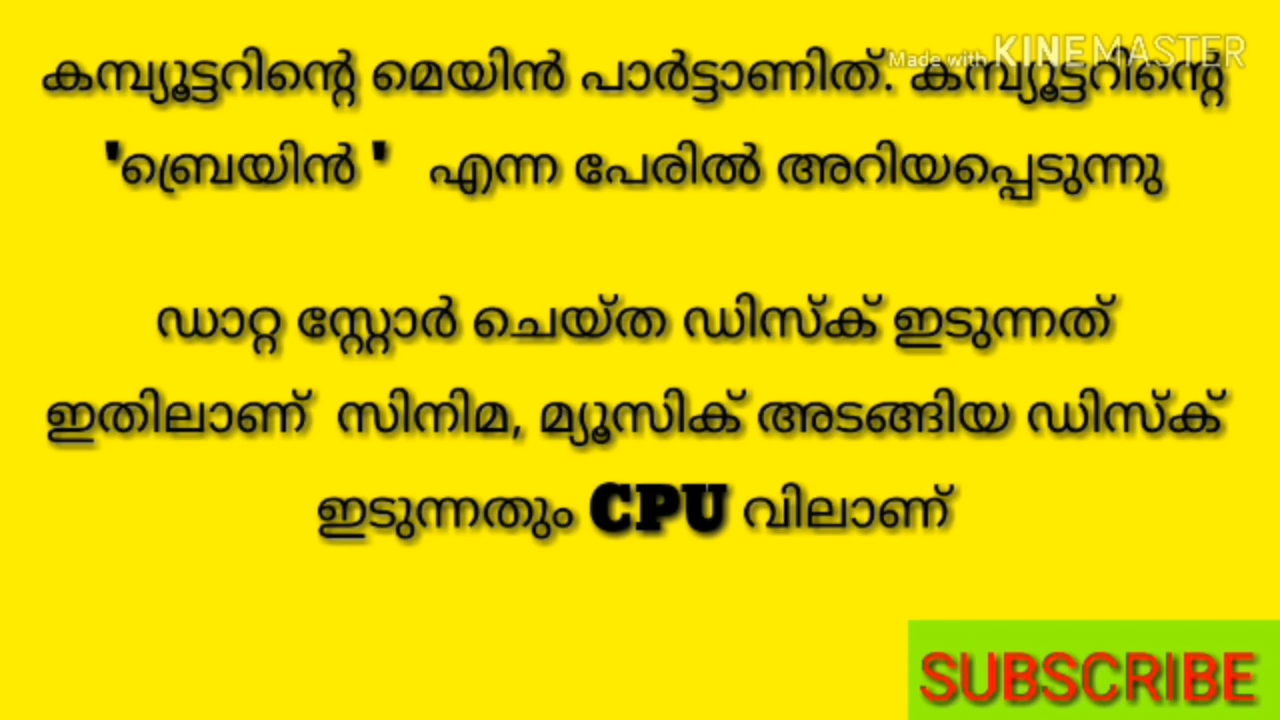 Made with KINEMASTER
കമ്പ്യൂട്ടറിന്റെ മെയിൻ പാർട്ടാണിത്. കമ്പ്യൂട്ടറിന്റെ
'ബ്രെയിൻ ' എന്ന പേരിൽ അറിയപ്പെടുന്നു
ഡാറ്റ സ്റ്റോർ ചെയ്ത ഡിസ്ക് ഇടുന്നത്
ഇതിലാണ് സിനിമ, മ്യൂസിക് അടങ്ങിയ ഡിസ്ക്
ഇടുന്നതും CPU വിലാണ്
SUBSCRIBE